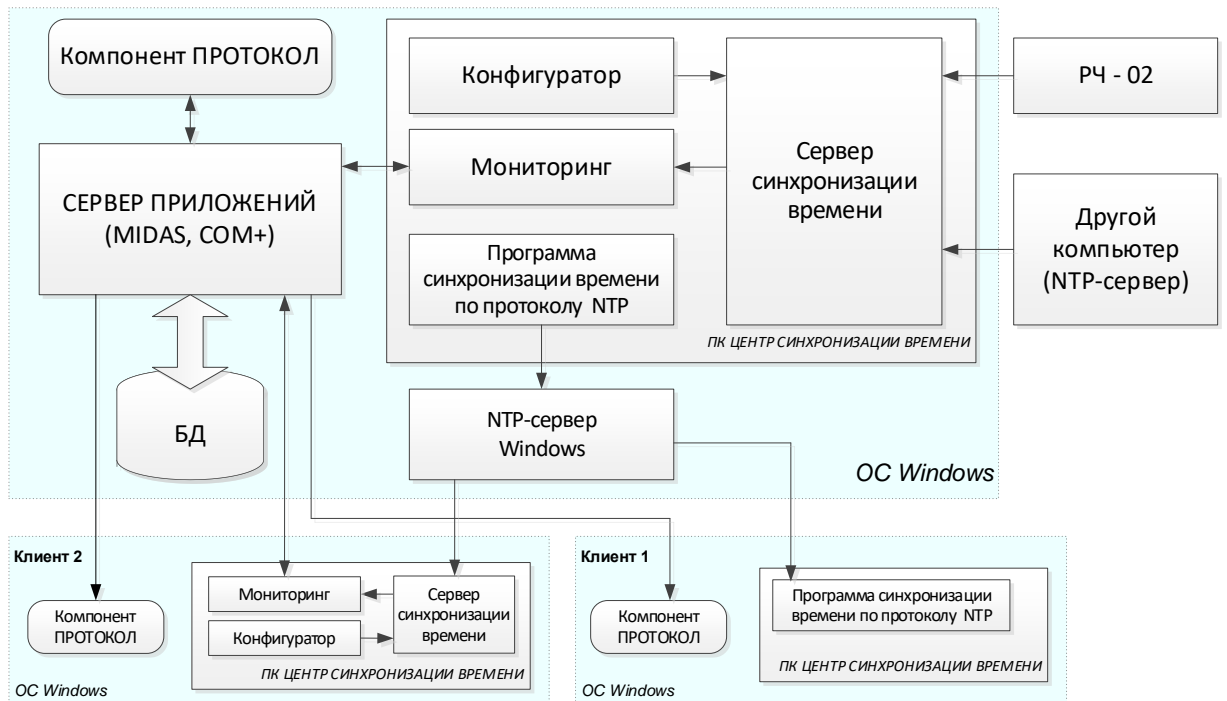 Компонент ПРОТОКОЛ
СЕРВЕР ПРИЛОЖЕНИЙ
(MIDAS, COM+)
БД
Конфигуратор
Мониторинг
Программа
синхронизации времени
по протоколу NTP
Сервер
синхронизации
времени
ПК ЦЕНТР СИНХРОНИЗАЦИИ ВРЕМЕНИ
РЧ - 02
Другой
компьютер
(NTP-сервер)
NTP-сервер
Windows
ОС Windows
Клиент 2
Компонент
ПРОТОКОЛ
Мониторинг
Конфигуратор
Сервер
синхронизации
времени
ПК ЦЕНТР СИНХРОНИЗАЦИИ ВРЕМЕНИ
ОС Windows
Клиент 1
Компонент
ПРОТОКОЛ
Программа синхронизации
времени по протоколу NTP
ПК ЦЕНТР СИНХРОНИЗАЦИИ ВРЕМЕНИ
ОС Windows